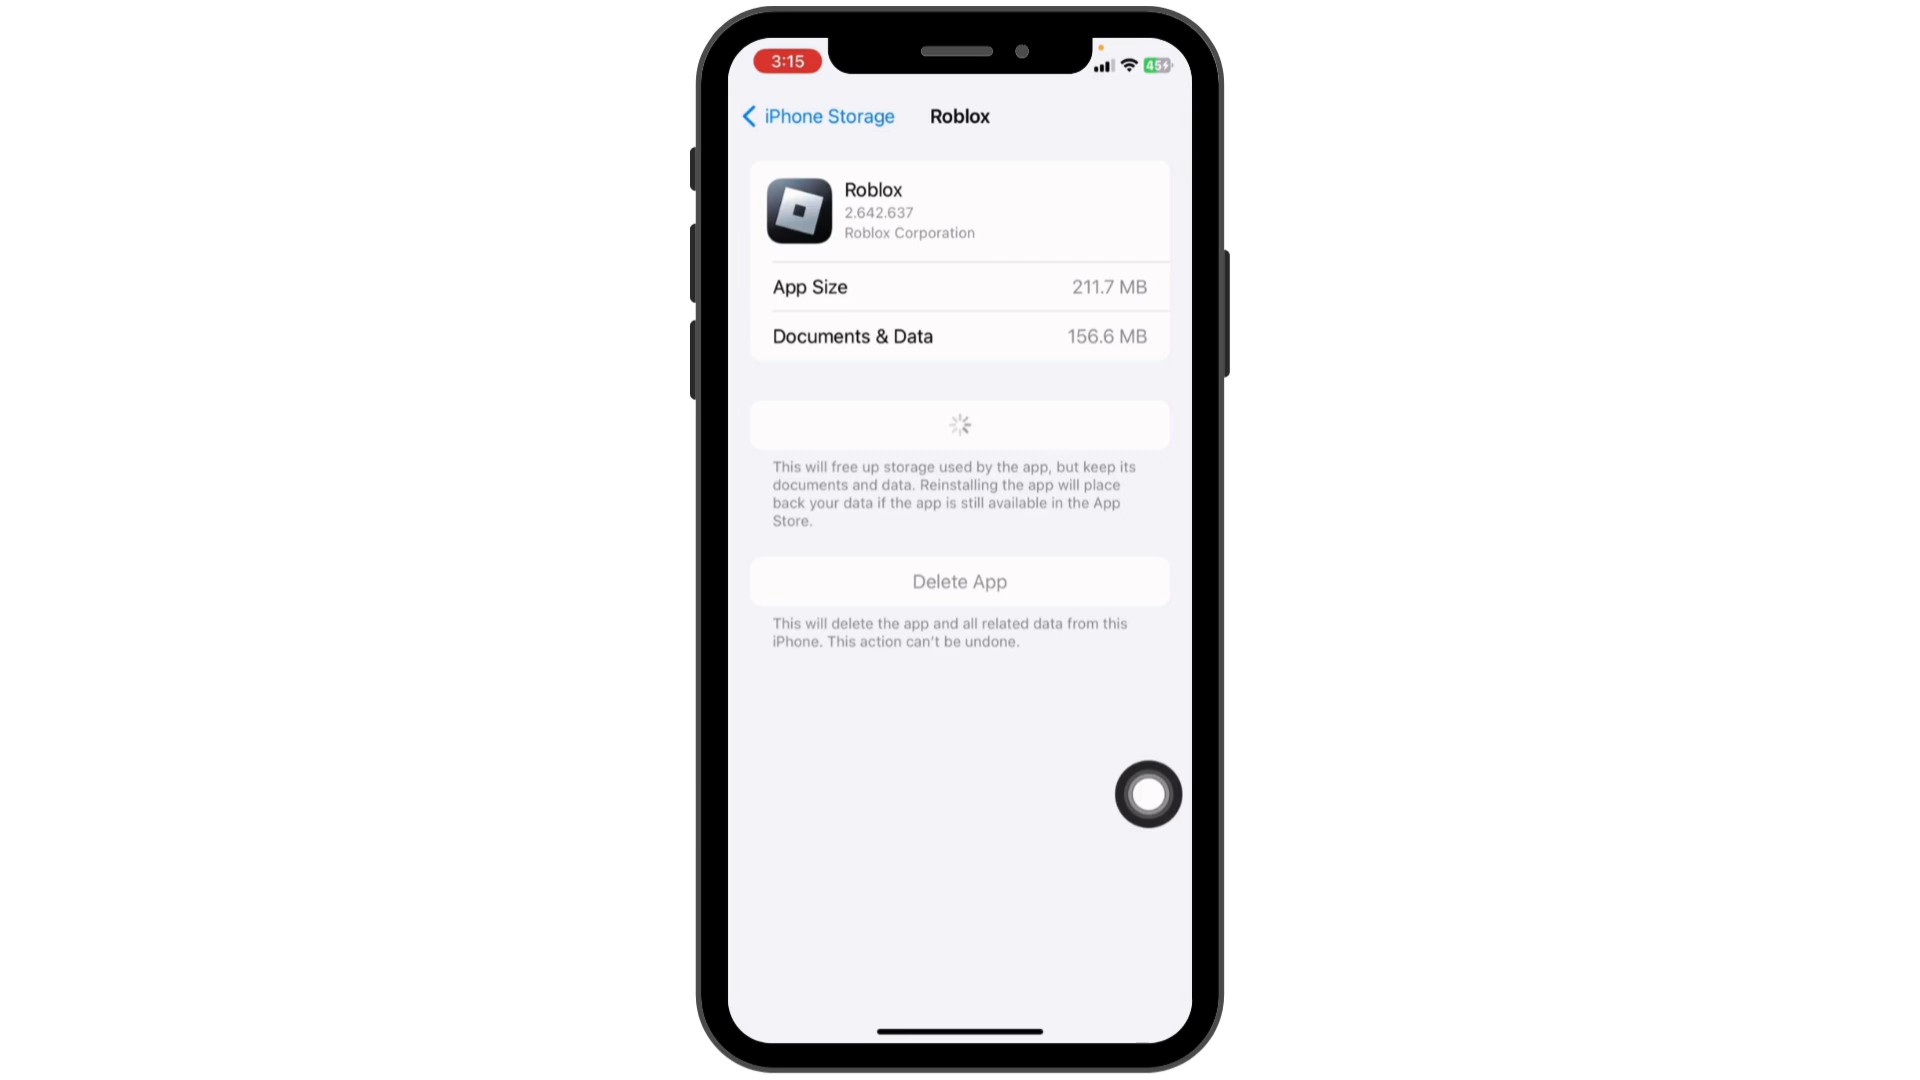 3:15
45
iPhone Storage
Roblox
Roblox
2.642.637
Roblox Corporation
App Size
211.7 MB
Documents & Data
156.6 MB
This will free up storage used by the app, but keep its
documents and data. Reinstalling the app will place
back your data if the app is still available in the App
Store.
Delete App
This will delete the app and all related data from this
iPhone. This action can't be undone.